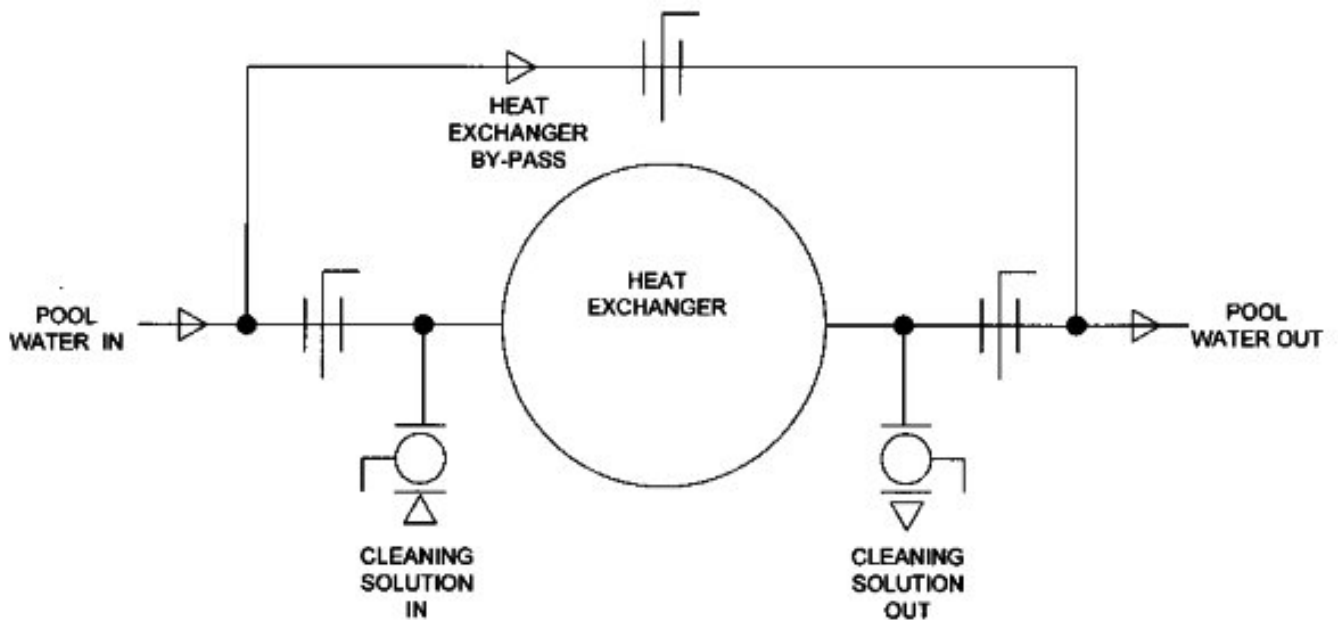 HEAT
EXCHANGER
BY-PASS
HEAT
EXCHANGER
POOL
WATER IN
POOL
WATER OUT
CLEANING
SOLUTION
IN
CLEANING
SOLUTION
OUT